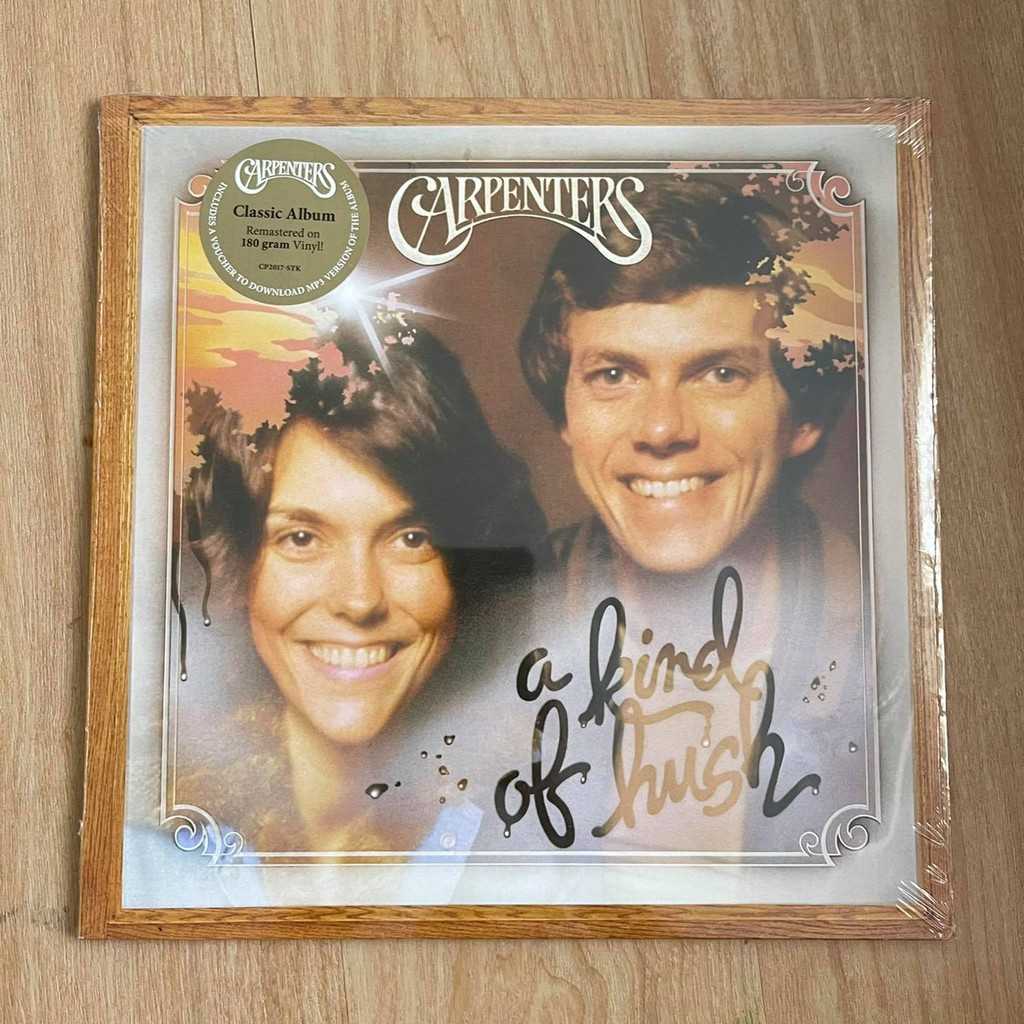 CARPENTERS
Classic Album
Remastered on
180 gram Vinyl!
CP2017-STK
INCLUDES A VOUCHER TO DOWNLOAD MP3 VERSION OF THE ALBUM
CARPENTERS
a kind
of hush